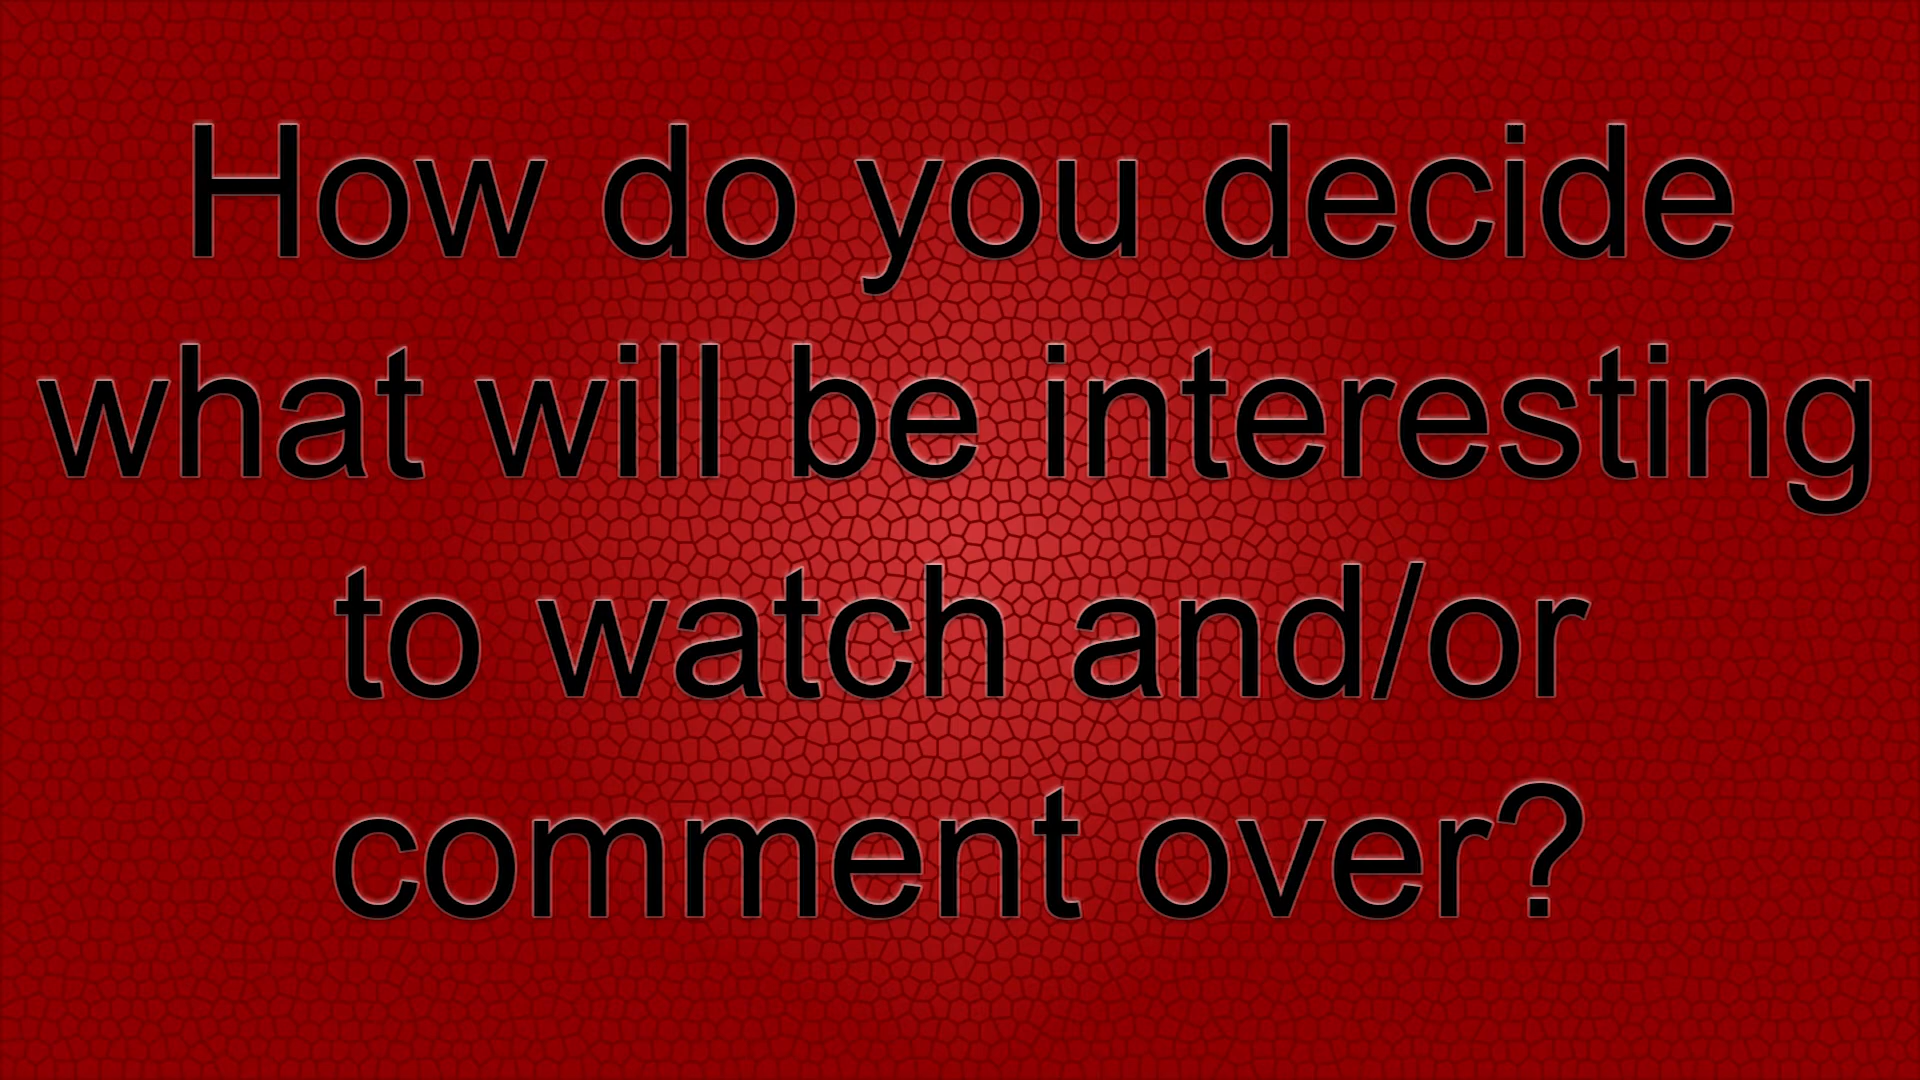 How do you decide
what will be interesting
to watch and/or
comment over?